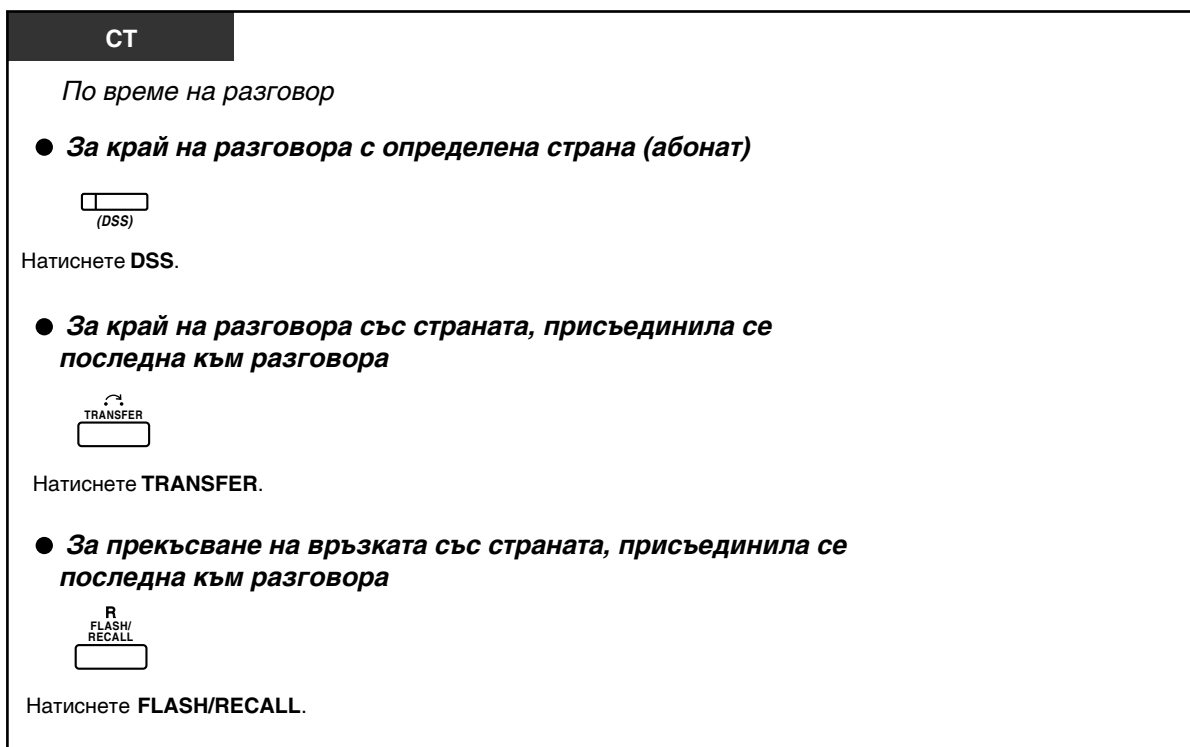 СТ
По време на разговор
● За край на разговора с определена страна (абонат)
(DSS)
Натиснете DSS.
● За край на разговора със страната, присъединила се
последна към разговора
TRANSFER
Натиснете TRANSFER.
● За прекъсване на връзката със страната, присъединила се
последна към разговора
R
FLASH/
RECALL
Натиснете FLASH/RECALL.